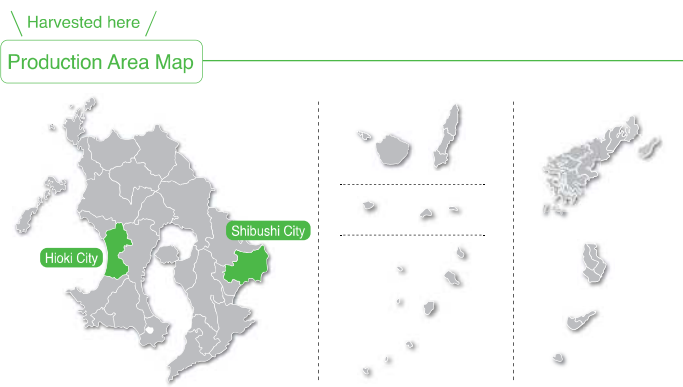 Harvested here
Production Area Map
Shibushi City
Hioki City